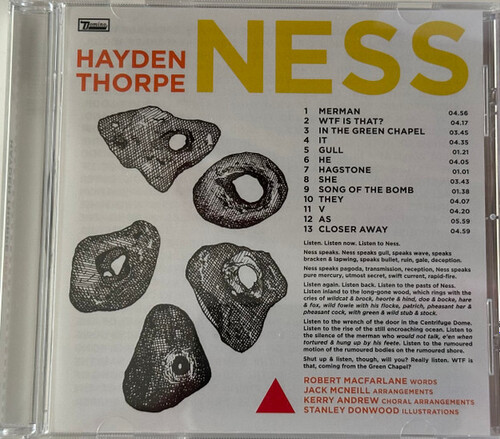 Numino
HAYDEN
THORPE
NESS
1 MERMAN 04.56
2 WTF IS THAT? 04.17
3 IN THE GREEN CHAPEL 03.45
4 IT 04.35
5 GULL 01.21
6 HE 04.05
7 HAGSTONE 01.01
8 SHE 03.43
9 SONG OF THE BOMB 01.38
10 THEY 04.07
11 V 04.20
12 AS 05.59
13 CLOSER AWAY 04.59
Listen. Listen now. Listen to Ness.
Ness speaks. Ness speaks gull, speaks wave, speaks
bracken & lapwing, speaks bullet, ruin, gale, deception.
Ness speaks pagoda, transmission, reception, Ness speaks
pure mercury, utmost secret, swift current, rapid-fire.
Listen again. Listen back. Listen to the pasts of Ness.
Listen inland to the long-gone wood, which rings with the
cries of wildcat & brock, heorte & hind, doe & bocke, hare
& fox, wild fowle with his flocke, patrich, pheasant har &
pheasant cock, with green & wild stub & stock.
Listen to the wrench of the door in the Centrifuge Dome.
Listen to the rise of the still encroaching ocean. Listen to
the silence of the merman who would not talk, e'en when
tortured & hung up by his feete. Listen to the rumoured
motion of the rumoured bodies on the rumoured shore.
Shut up & listen, though, will you? Really listen. WTF is
that, coming from the Green Chapel?
ROBERT MACFARLANE WORDS
JACK MCNEILL ARRANGEMENTS
KERRY ANDREW CHORAL ARRANGEMENTS
STANLEY DONWOOD ILLUSTRATIONS